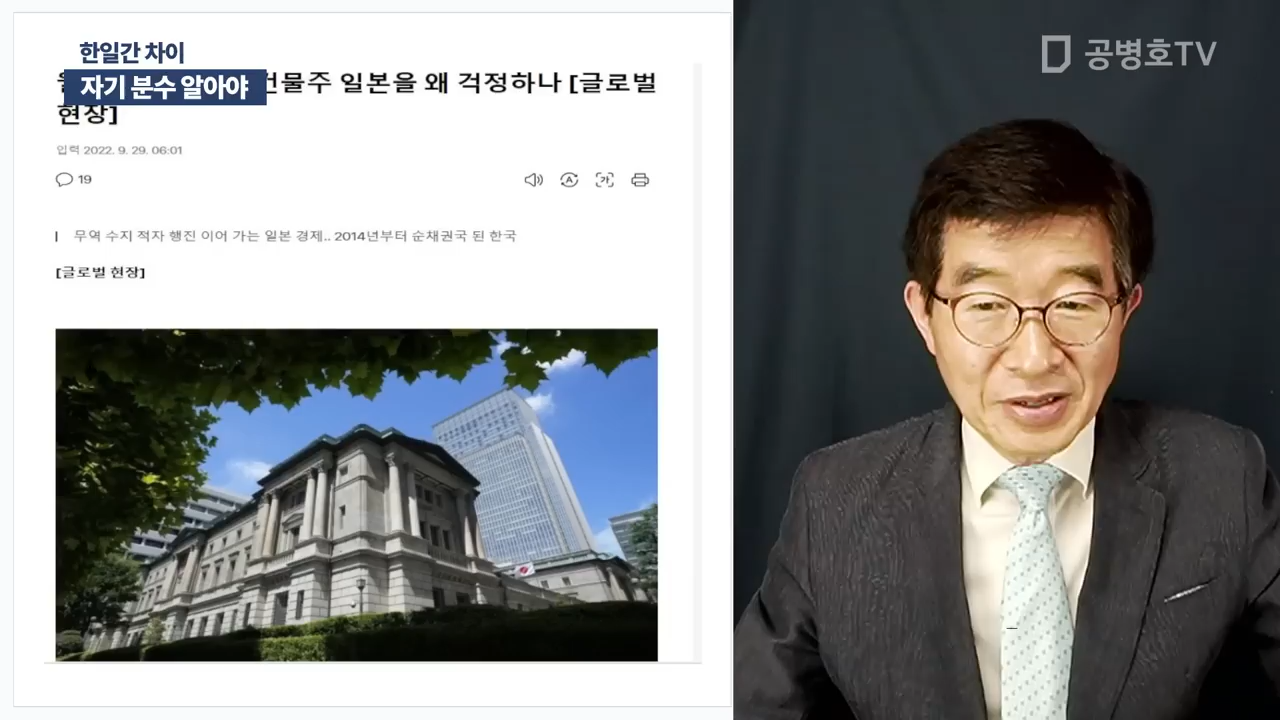 한일간 차이
자기 분수 알아야
건물주 일본을 왜 걱정하나 [글로벌
현장]
입력 2022. 9. 29. 06:01
19
무역 수지 적자 행진 이어 가는 일본 경제.. 2014년부터 순채권국 된 한국
[글로벌 현장]
공병호TV